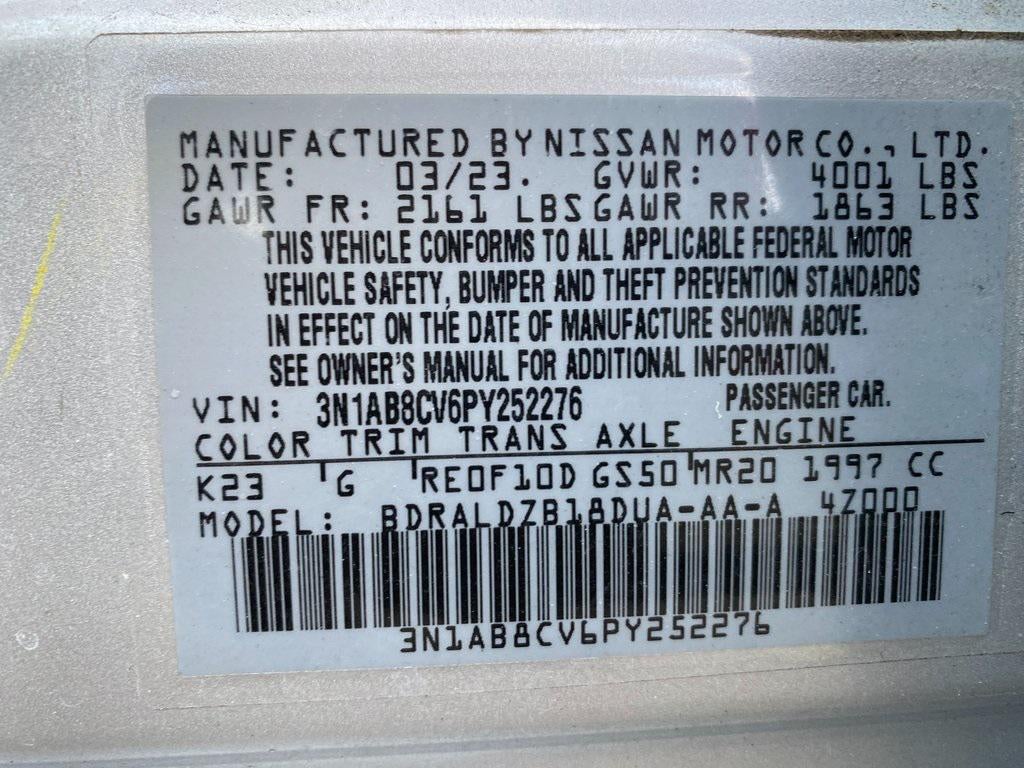 MANUFACTURED BY NISSAN MOTOR CO., LTD.
DATE: 03/23. GVWR: 4001 LBS
GAWR FR: 2161 LBS GAWR RR: 1863 LBS
THIS VEHICLE CONFORMS TO ALL APPLICABLE FEDERAL MOTOR
VEHICLE SAFETY, BUMPER AND THEFT PREVENTION STANDARDS
IN EFFECT ON THE DATE OF MANUFACTURE SHOWN ABOVE.
SEE OWNER'S MANUAL FOR ADDITIONAL INFORMATION.
VIN: 3N1AB8CV6PY252276 PASSENGER CAR.
COLOR TRIM TRANS AXLE ENGINE
K23 G RE0F10D GS50 MR20 1997 CC
MODEL: BDRALDZB18DUA-AA-A 4Z000
3N1AB8CV6PY252276